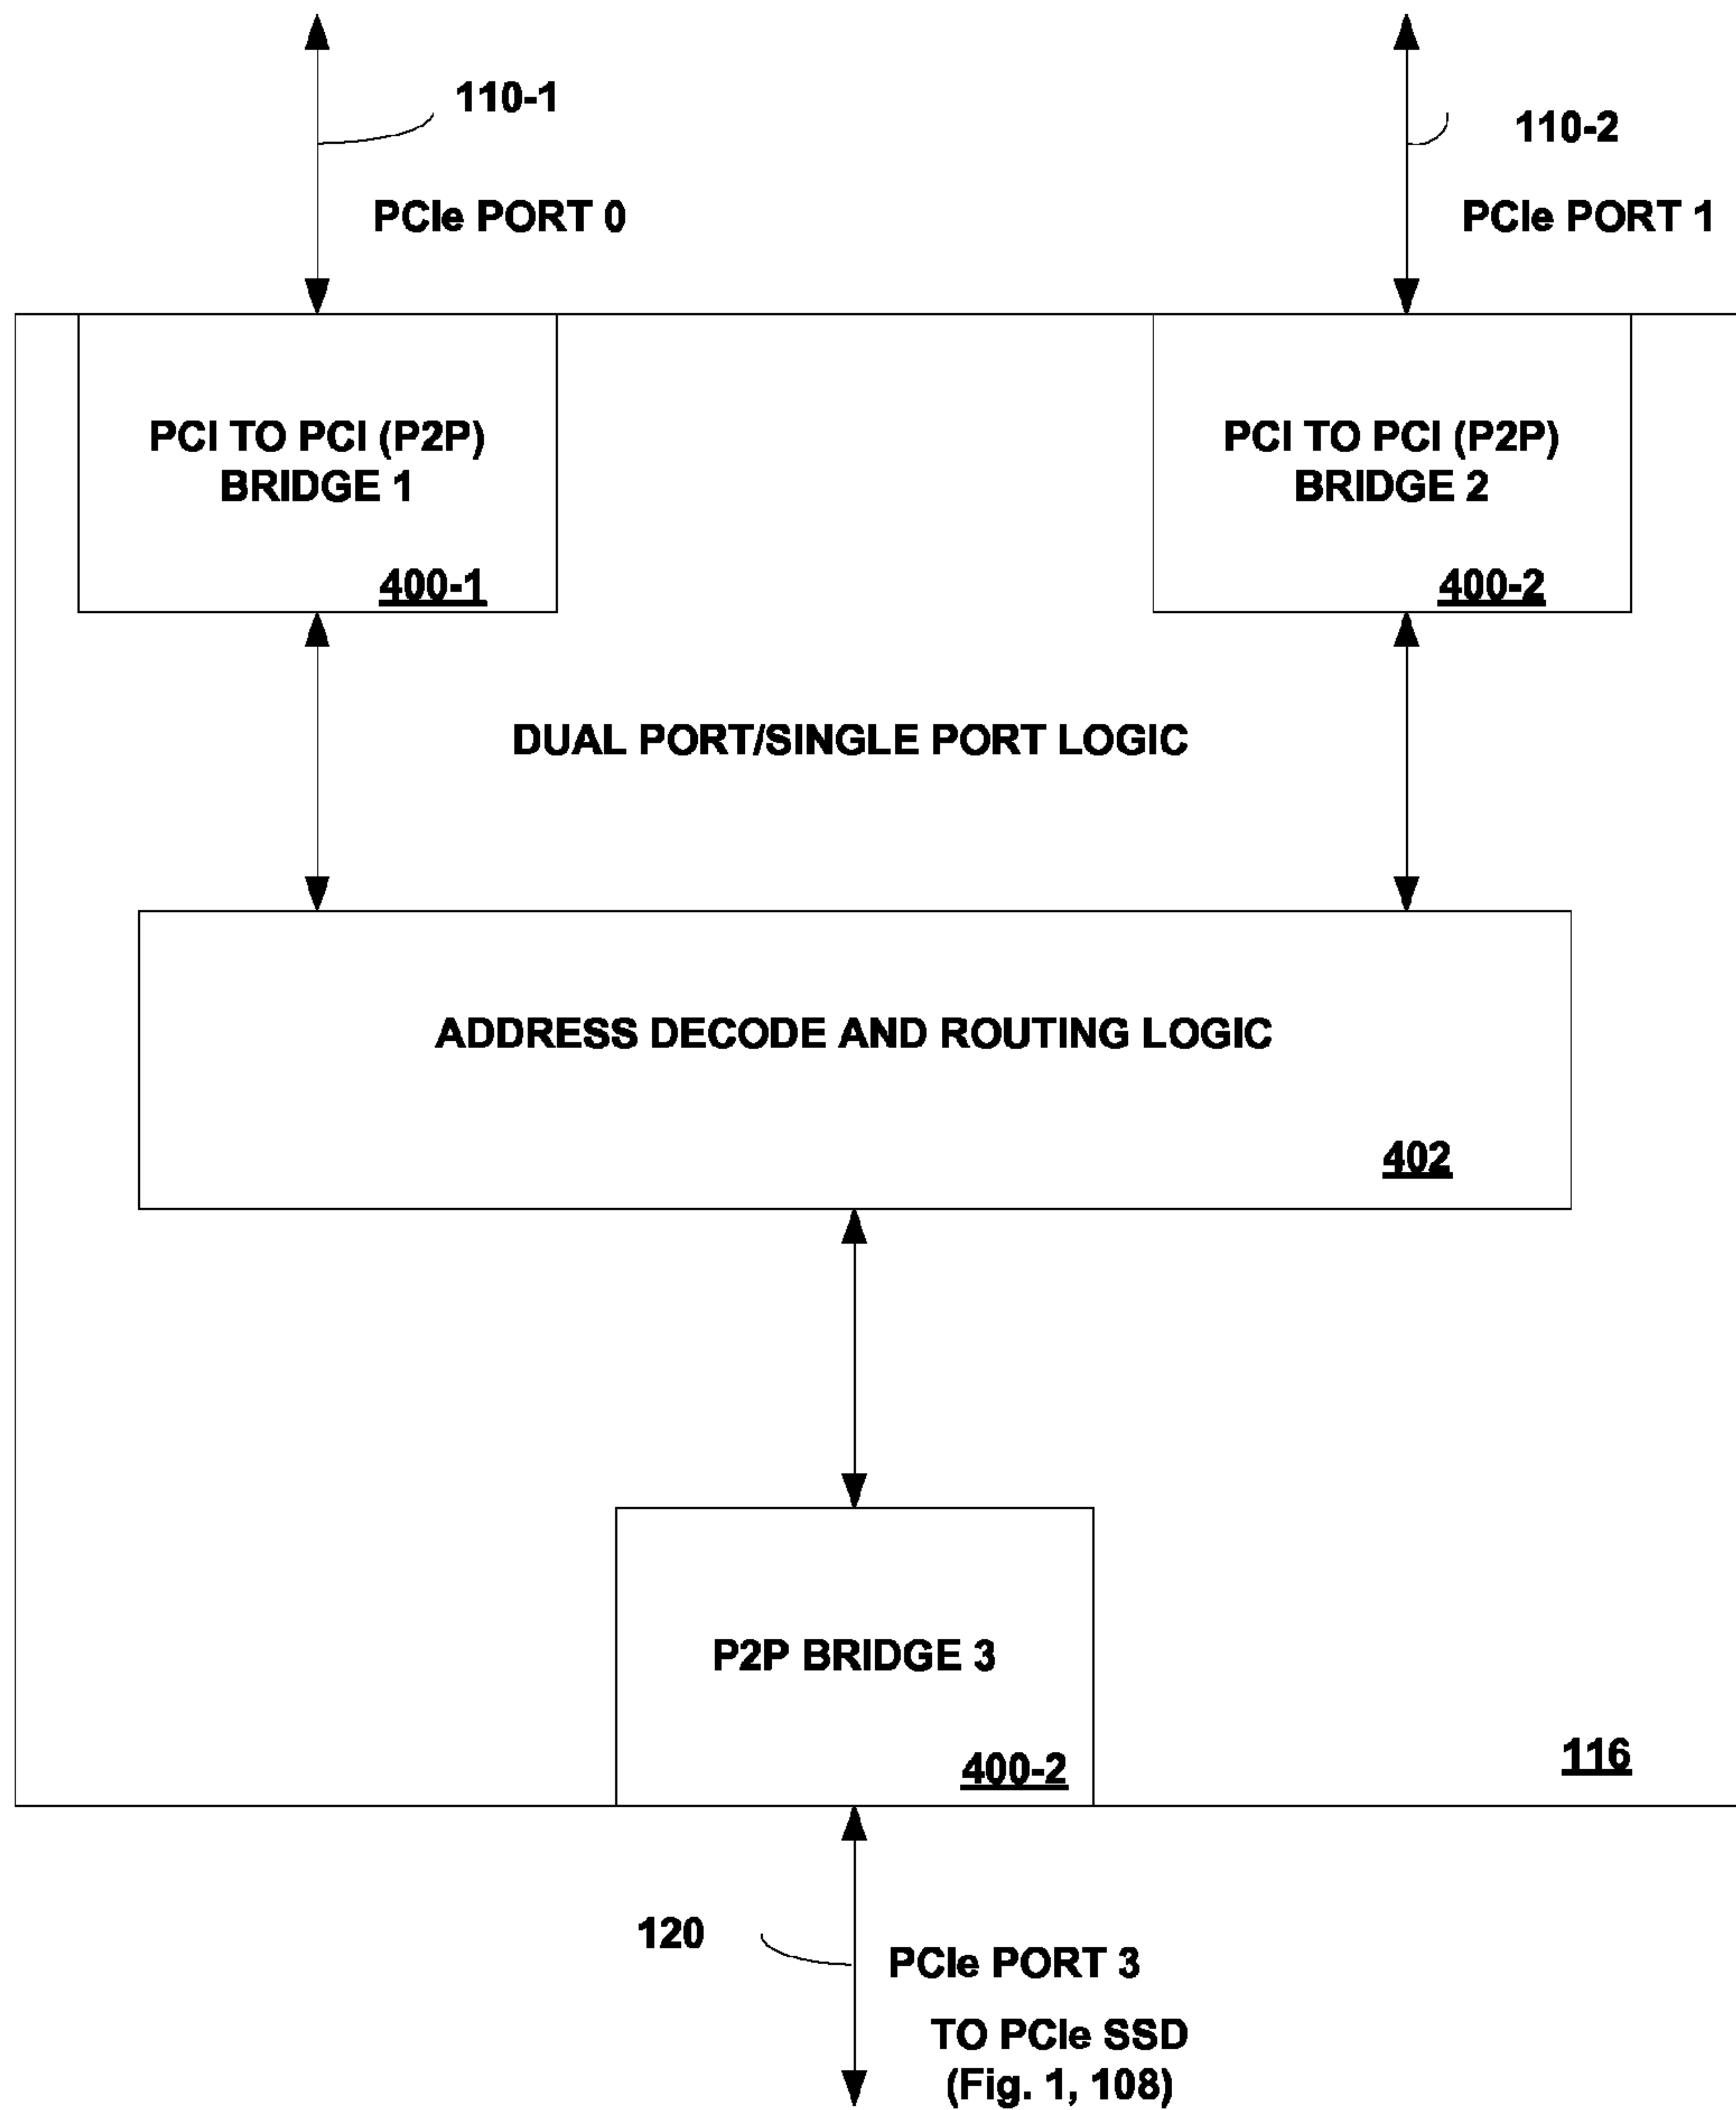 110-1
110-2
PCIe PORT 0
PCIe PORT 1
PCI TO PCI (P2P)
BRIDGE 1
400-1
PCI TO PCI (P2P)
BRIDGE 2
400-2
DUAL PORT/SINGLE PORT LOGIC
ADDRESS DECODE AND ROUTING LOGIC
402
P2P BRIDGE 3
400-2
116
120
PCIe PORT 3
TO PCIe SSD
(Fig. 1, 108)